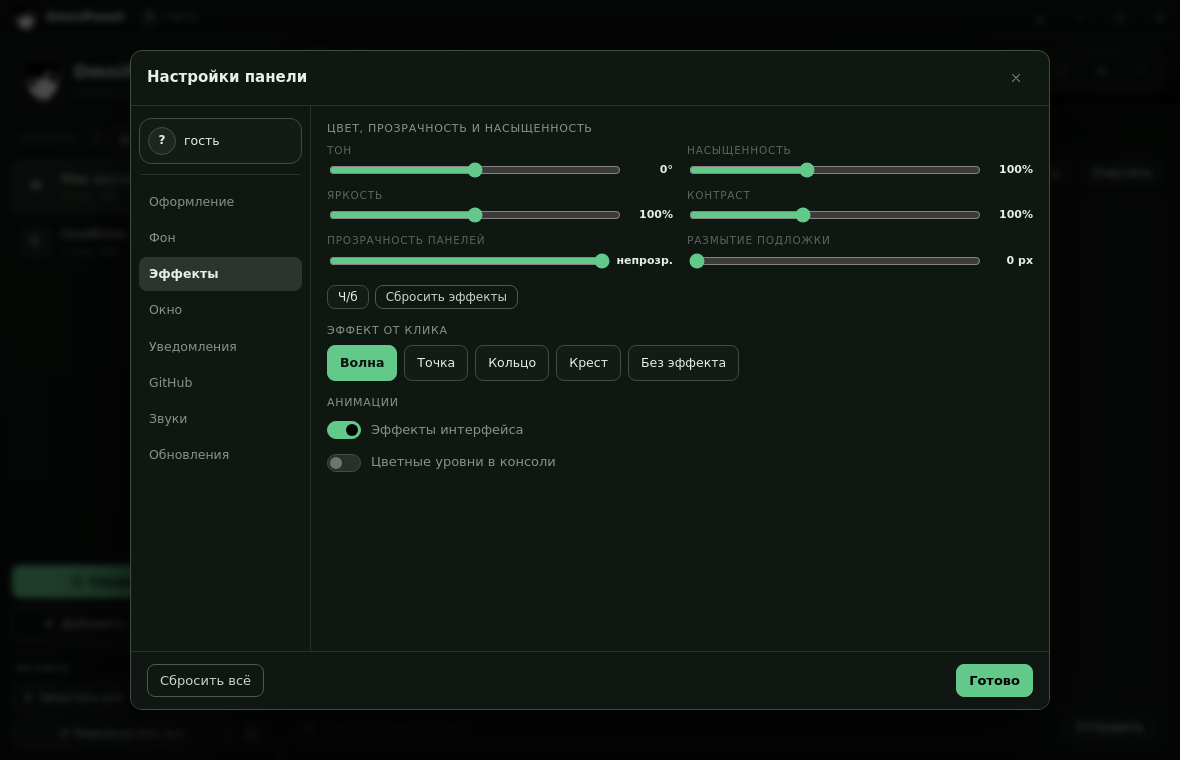 OmniPanel
Настройки панели
×
? гость
Оформление
Фон
Эффекты
Окно
Уведомления
GitHub
Звуки
Обновления
ЦВЕТ, ПРОЗРАЧНОСТЬ И НАСЫЩЕННОСТЬ
ТОН 0°
НАСЫЩЕННОСТЬ 100%
ЯРКОСТЬ 100%
КОНТРАСТ 100%
ПРОЗРАЧНОСТЬ ПАНЕЛЕЙ непрозр.
РАЗМЫТИЕ ПОДЛОЖКИ 0 px
Ч/б Сбросить эффекты
ЭФФЕКТ ОТ КЛИКА
Волна Точка Кольцо Крест Без эффекта
АНИМАЦИИ
Эффекты интерфейса
Цветные уровни в консоли
Сбросить всё Готово